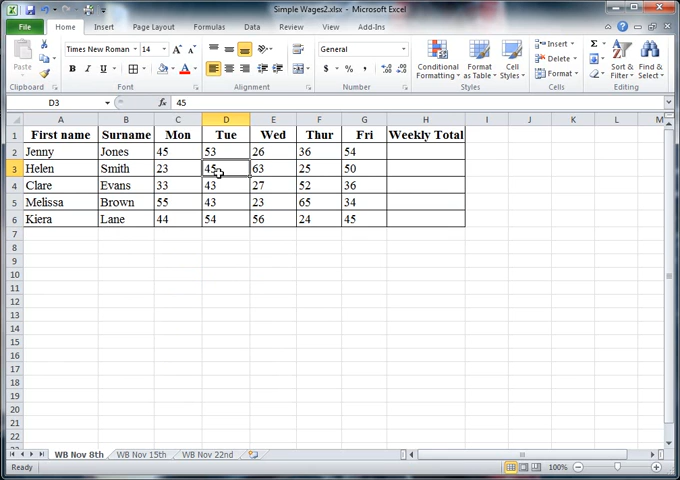 Simple Wages2.xlsx - Microsoft Excel
File Home Insert Page Layout Formulas Data Review View Add-Ins
Paste Times New Roman 14 A A General Conditional Formatting Format as Table Cell Styles Insert Delete Format Sort & Filter Find & Select
B I U A % ,
Clipboard Font Alignment Number Styles Cells Editing
D3 fx 45
A B C D E F G H I J K L M
1 First name Surname Mon Tue Wed Thur Fri Weekly Total
2 Jenny Jones 45 53 26 36 54
3 Helen Smith 23 45 63 25 50
4 Clare Evans 33 43 27 52 36
5 Melissa Brown 55 43 23 65 34
6 Kiera Lane 44 54 56 24 45
7
8
9
10
11
12
13
14
15
16
17
18
19
20
21
22
WB Nov 8th WB Nov 15th WB Nov 22nd
Ready 100%